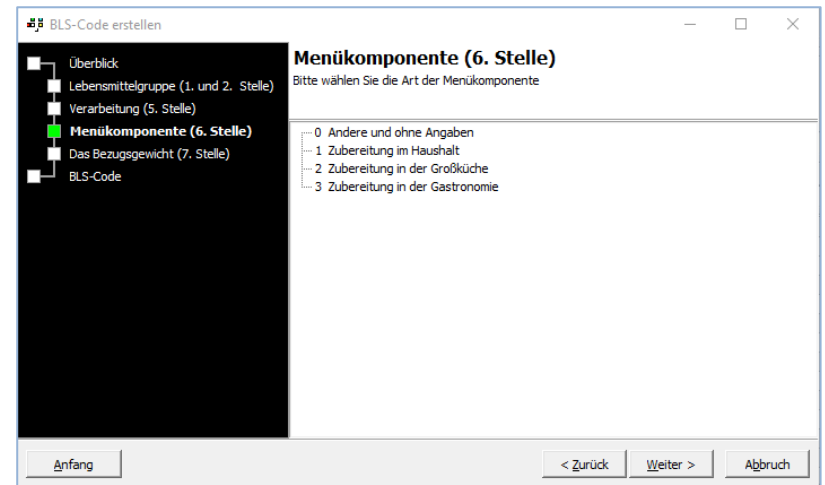 BLS-Code erstellen
Überblick
Lebensmittelgruppe (1. und 2. Stelle)
Verarbeitung (5. Stelle)
Menükomponente (6. Stelle)
Das Bezugsgewicht (7. Stelle)
BLS-Code
Menükomponente (6. Stelle)
Bitte wählen Sie die Art der Menükomponente
0 Andere und ohne Angaben
1 Zubereitung im Haushalt
2 Zubereitung in der Großküche
3 Zubereitung in der Gastronomie
Anfang
< Zurück
Weiter >
Abbruch